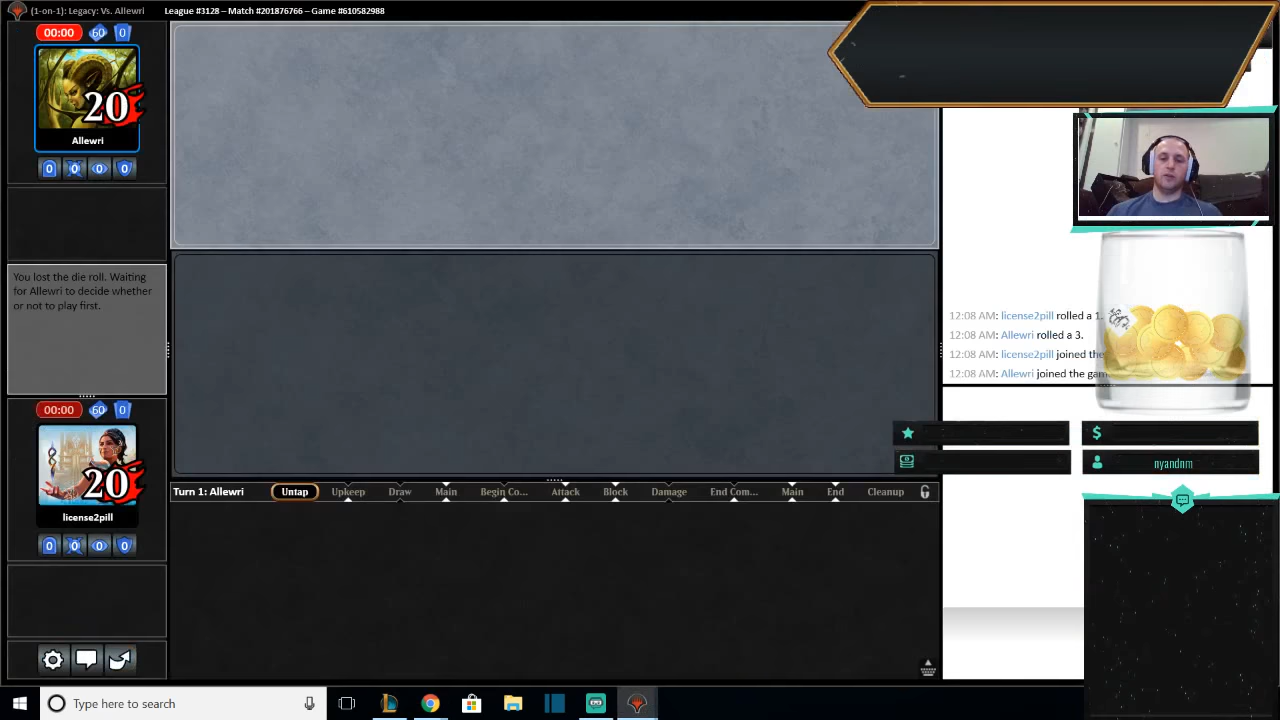 (1-on-1): Legacy: Vs. Allewri
League #3128 – Match #201876766 – Game #610582988
00:00 60 0
20
Allewri
0 0 0 0
You lost the die roll. Waiting
for Allewri to decide whether
or not to play first.
00:00 60 0
20
license2pill
0 0 0 0
12:08 AM: license2pill rolled a 1.
12:08 AM: Allewri rolled a 3.
12:08 AM: license2pill joined the
12:08 AM: Allewri joined the gam
$
nyandnm
Turn 1: Allewri Untap Upkeep Draw Main Begin Co... Attack Block Damage End Com... Main End Cleanup
Type here to search